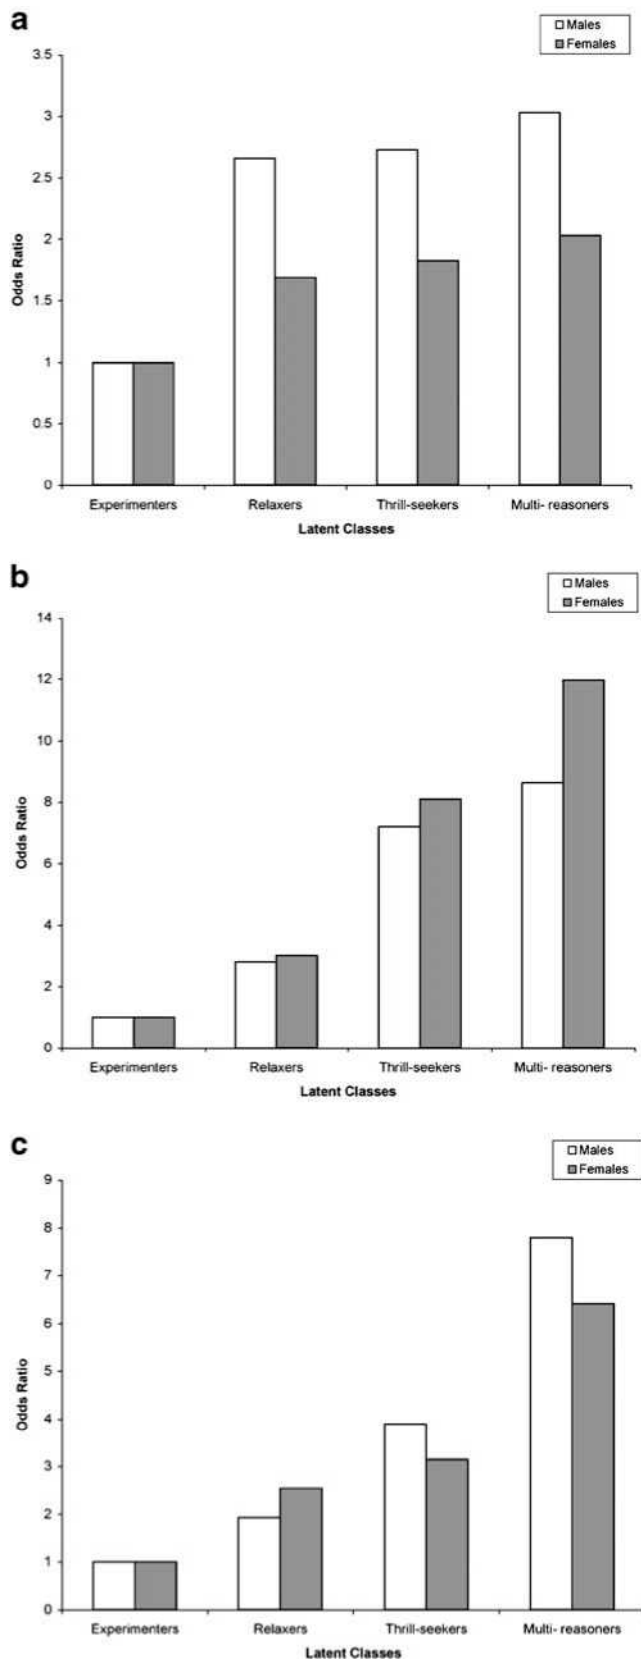 a
Males
Females
3.5
3
2.5
2
1.5
1
0.5
0
Odds Ratio
Experimenters Relaxers Thrill-seekers Multi- reasoners
Latent Classes
b
Males
Females
14
12
10
8
6
4
2
0
Odds Ratio
Experimenters Relaxers Thrill-seekers Multi- reasoners
Latent Classes
c
Males
Females
9
8
7
6
5
4
3
2
1
0
Odds Ratio
Experimenters Relaxers Thrill-seekers Multi- reasoners
Latent Classes